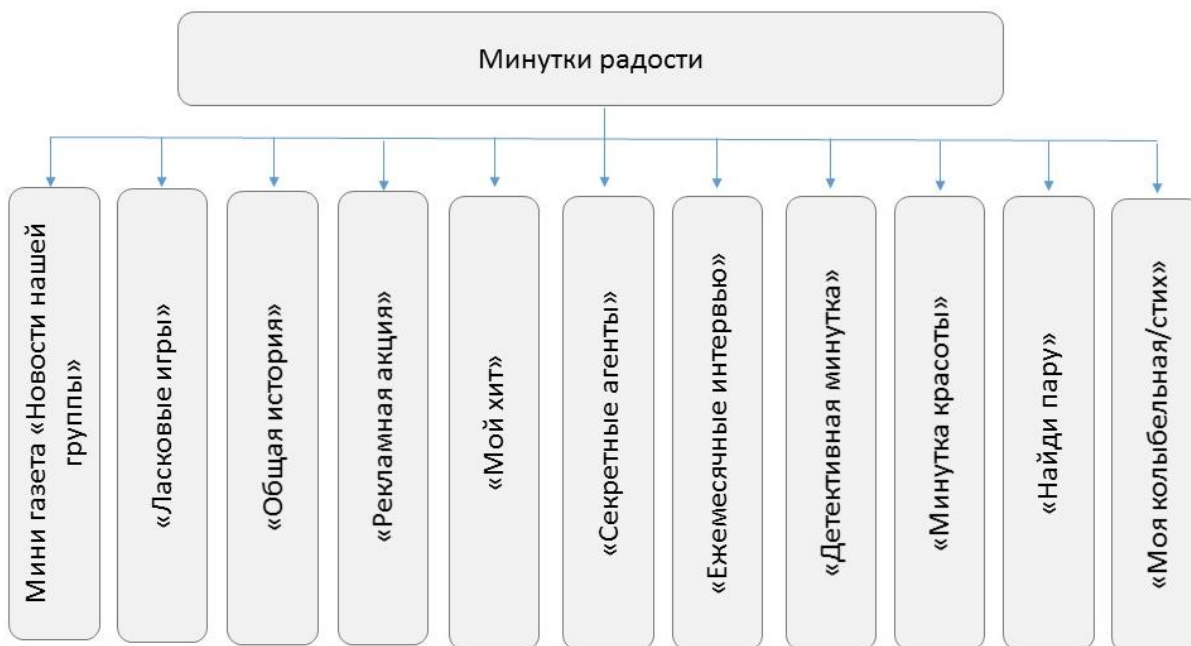 Минутки радости
Мини газета «Новости нашей
группы»
«Ласковые игры»
«Общая история»
«Рекламная акция»
«Мой хит»
«Секретные агенты»
«Ежемесячные интервью»
«Детективная минутка»
«Минутка красоты»
«Найди пару»
«Моя колыбельная/стих»